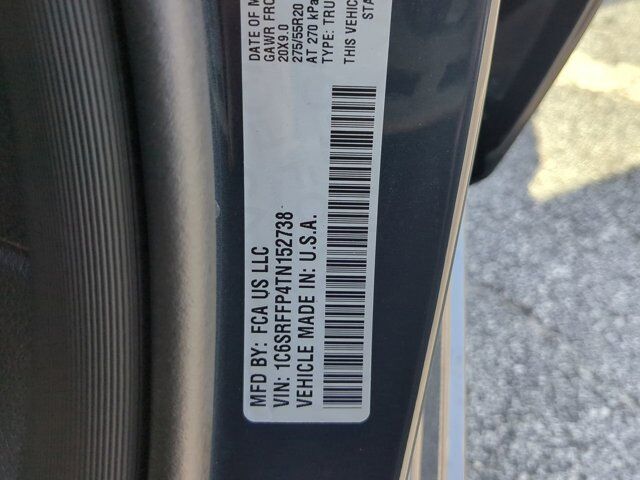 MFD BY: FCA US LLC
DATE OF M
GAWR FRO
VIN: 1C6SRFFP4TN152738
20X9.0
VEHICLE MADE IN: U.S.A.
275/55R20
AT 270 kPa
TYPE: TRU
THIS VEHIC
STA